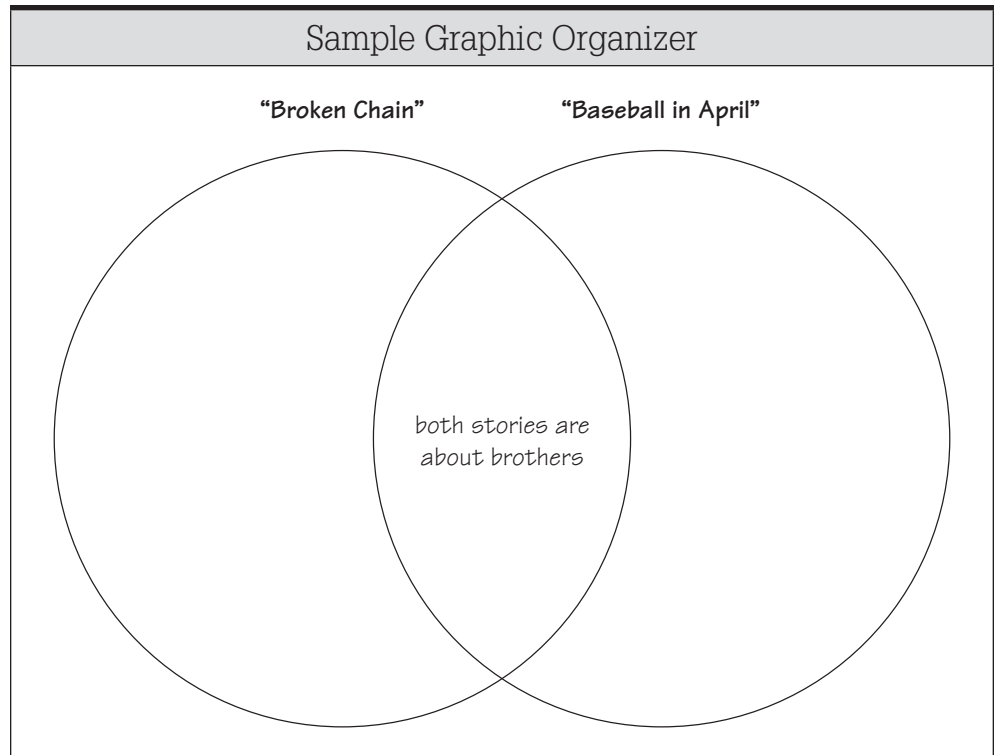 Sample Graphic Organizer
“Broken Chain”
“Baseball in April”
both stories are
about brothers